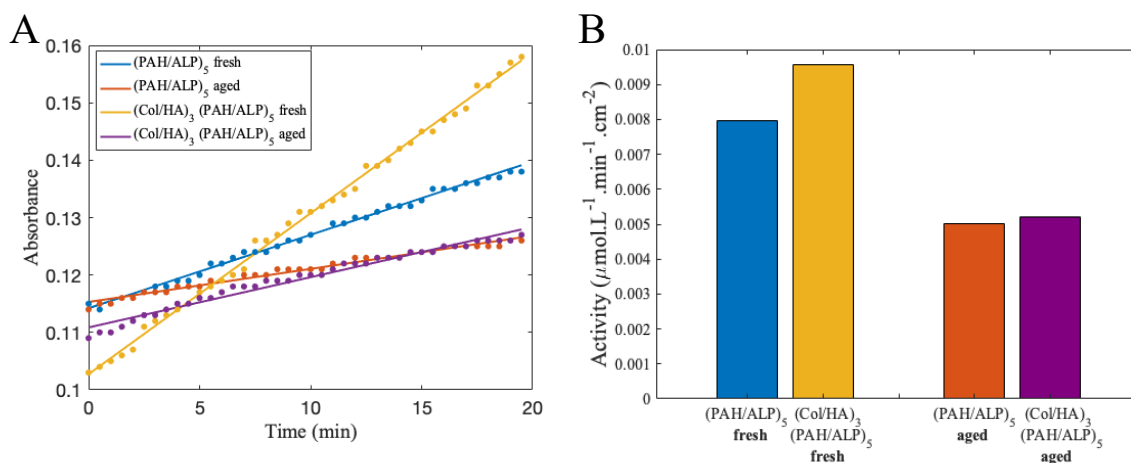 A
0.16
0.15
0.14
0.13
0.12
0.11
0.1
Absorbance
(PAH/ALP)5 fresh
(PAH/ALP)5 aged
(Col/HA)3 (PAH/ALP)5 fresh
(Col/HA)3 (PAH/ALP)5 aged
0 5 10 15 20
Time (min)
B
0.01
0.009
0.008
0.007
0.006
0.005
0.004
0.003
0.002
0.001
0
Activity (μmol.L-1.min-1.cm-2)
(PAH/ALP)5 (Col/HA)3 (PAH/ALP)5 (Col/HA)3
fresh (PAH/ALP)5 aged (PAH/ALP)5
fresh aged